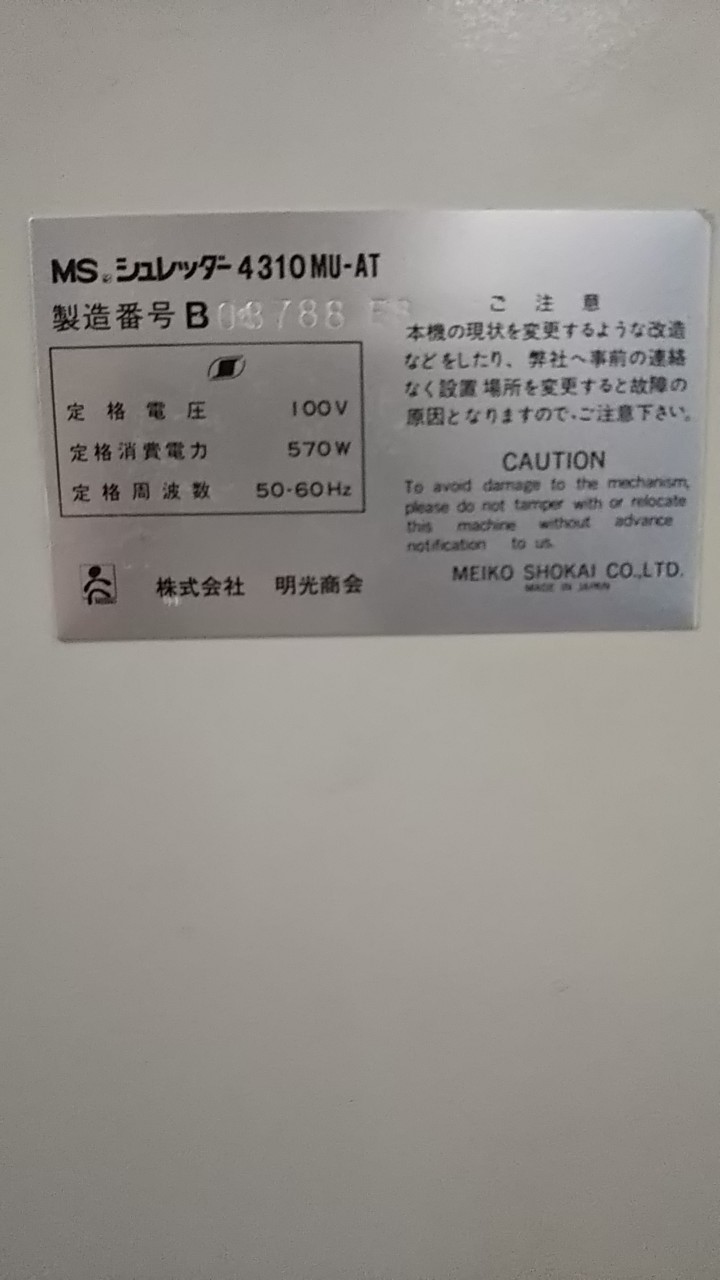 MSシュレッダー 4310MU-AT
製造番号 B 08788
定格電圧 100V
定格消費電力 570W
定格周波数 50-60Hz
株式会社 明光商会
ご注意
本機の現状を変更するような改造
などをしたり、弊社へ事前の連絡
なく設置場所を変更すると故障の
原因となりますので、ご注意下さい。
CAUTION
To avoid damage to the mechanism,
please do not tamper with or relocate
this machine without advance
notification to us.
MEIKO SHOKAI CO.,LTD.
MADE IN JAPAN